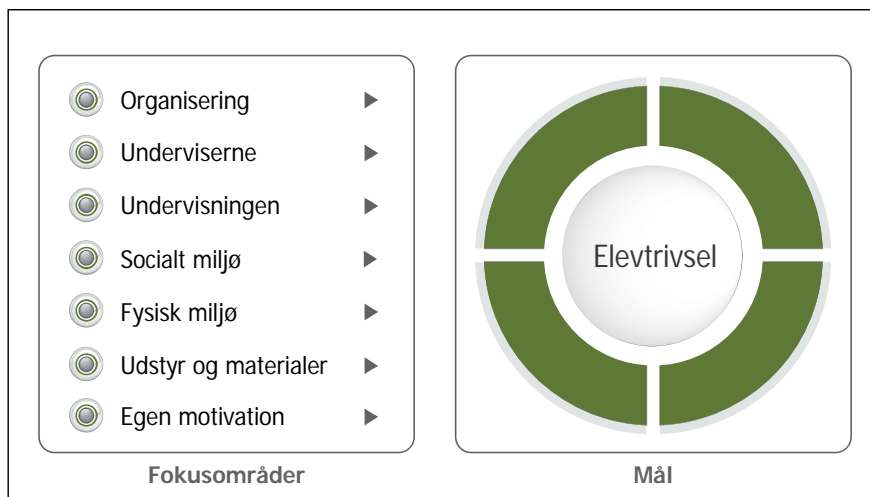 Organisering
Underviserne
Undervisningen
Socialt miljø
Fysisk miljø
Udstyr og materialer
Egen motivation
Fokusområder
Elevtrivsel
Mål